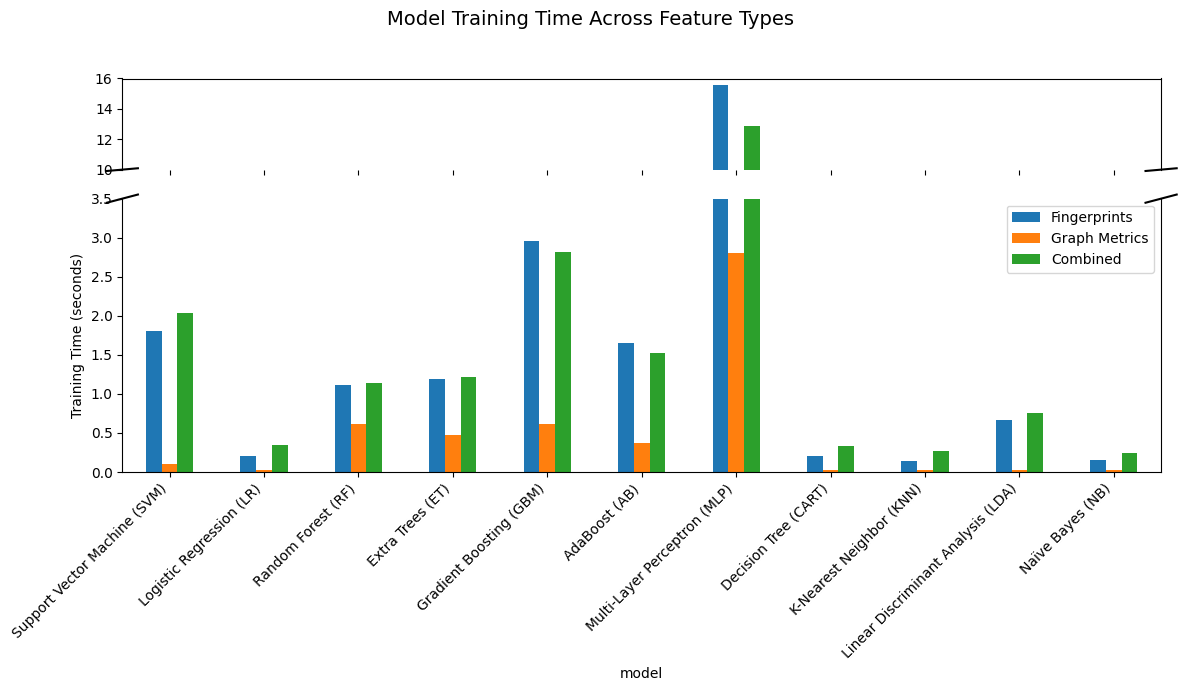 Model Training Time Across Feature Types
16
14
12
10
3.5
3.0
2.5
2.0
1.5
1.0
0.5
0.0
Training Time (seconds)
Fingerprints
Graph Metrics
Combined
Support Vector Machine (SVM)
Logistic Regression (LR)
Random Forest (RF)
Extra Trees (ET)
Gradient Boosting (GBM)
AdaBoost (AB)
Multi-Layer Perceptron (MLP)
Decision Tree (CART)
K-Nearest Neighbor (KNN)
Linear Discriminant Analysis (LDA)
Naïve Bayes (NB)
model